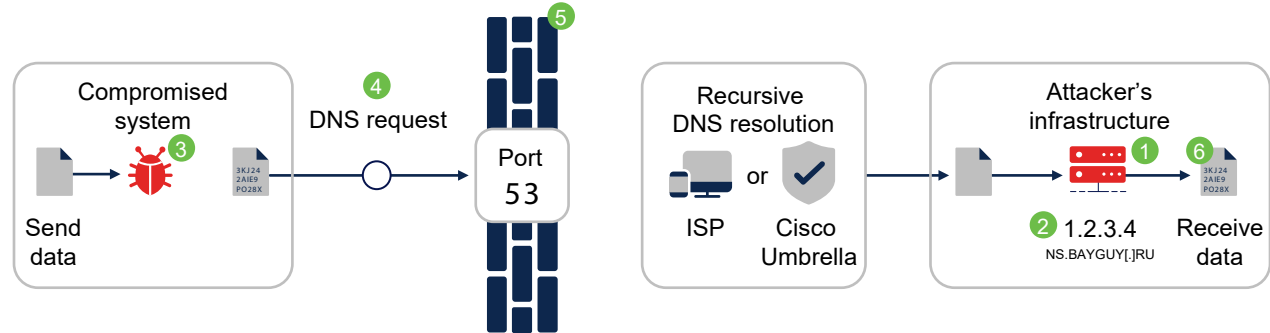 Compromised
system
3
3KJ24
2AIE9
PO28X
Send
data
4
DNS request
5
Port
53
Recursive
DNS resolution
or
ISP
Cisco
Umbrella
Attacker’s
infrastructure
1
6
3KJ24
2AIE9
PO28X
2
1.2.3.4
NS.BAYGUY[.]RU
Receive
data